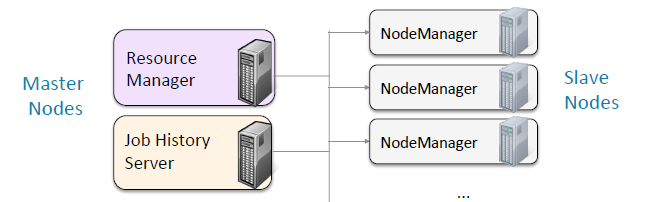 Master
Nodes
Resource
Manager
Job History
Server
NodeManager
NodeManager
NodeManager
...
Slave
Nodes